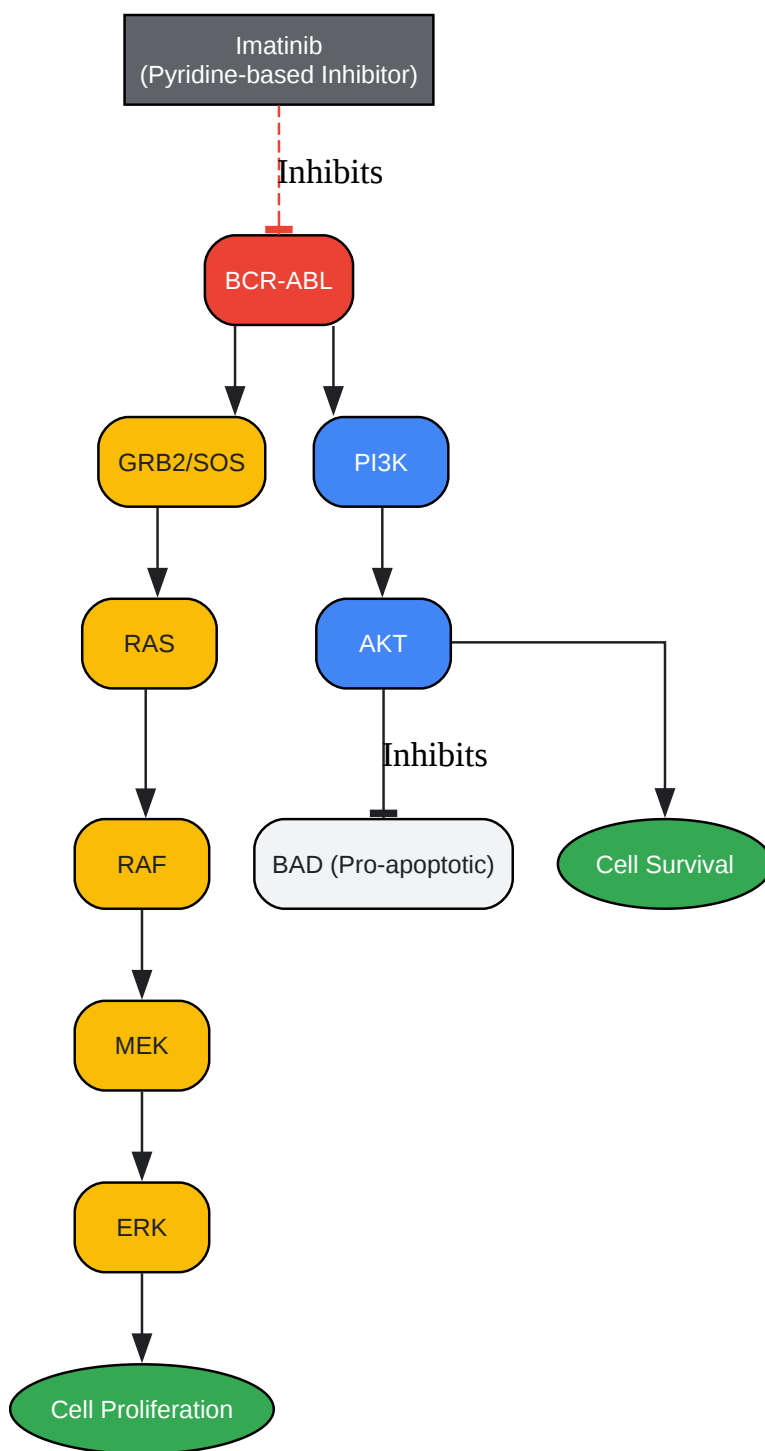 Imatinib
(Pyridine-based Inhibitor)
Inhibits
BCR-ABL
GRB2/SOS
PI3K
RAS
AKT
Inhibits
RAF
BAD (Pro-apoptotic)
Cell Survival
MEK
ERK
Cell Proliferation